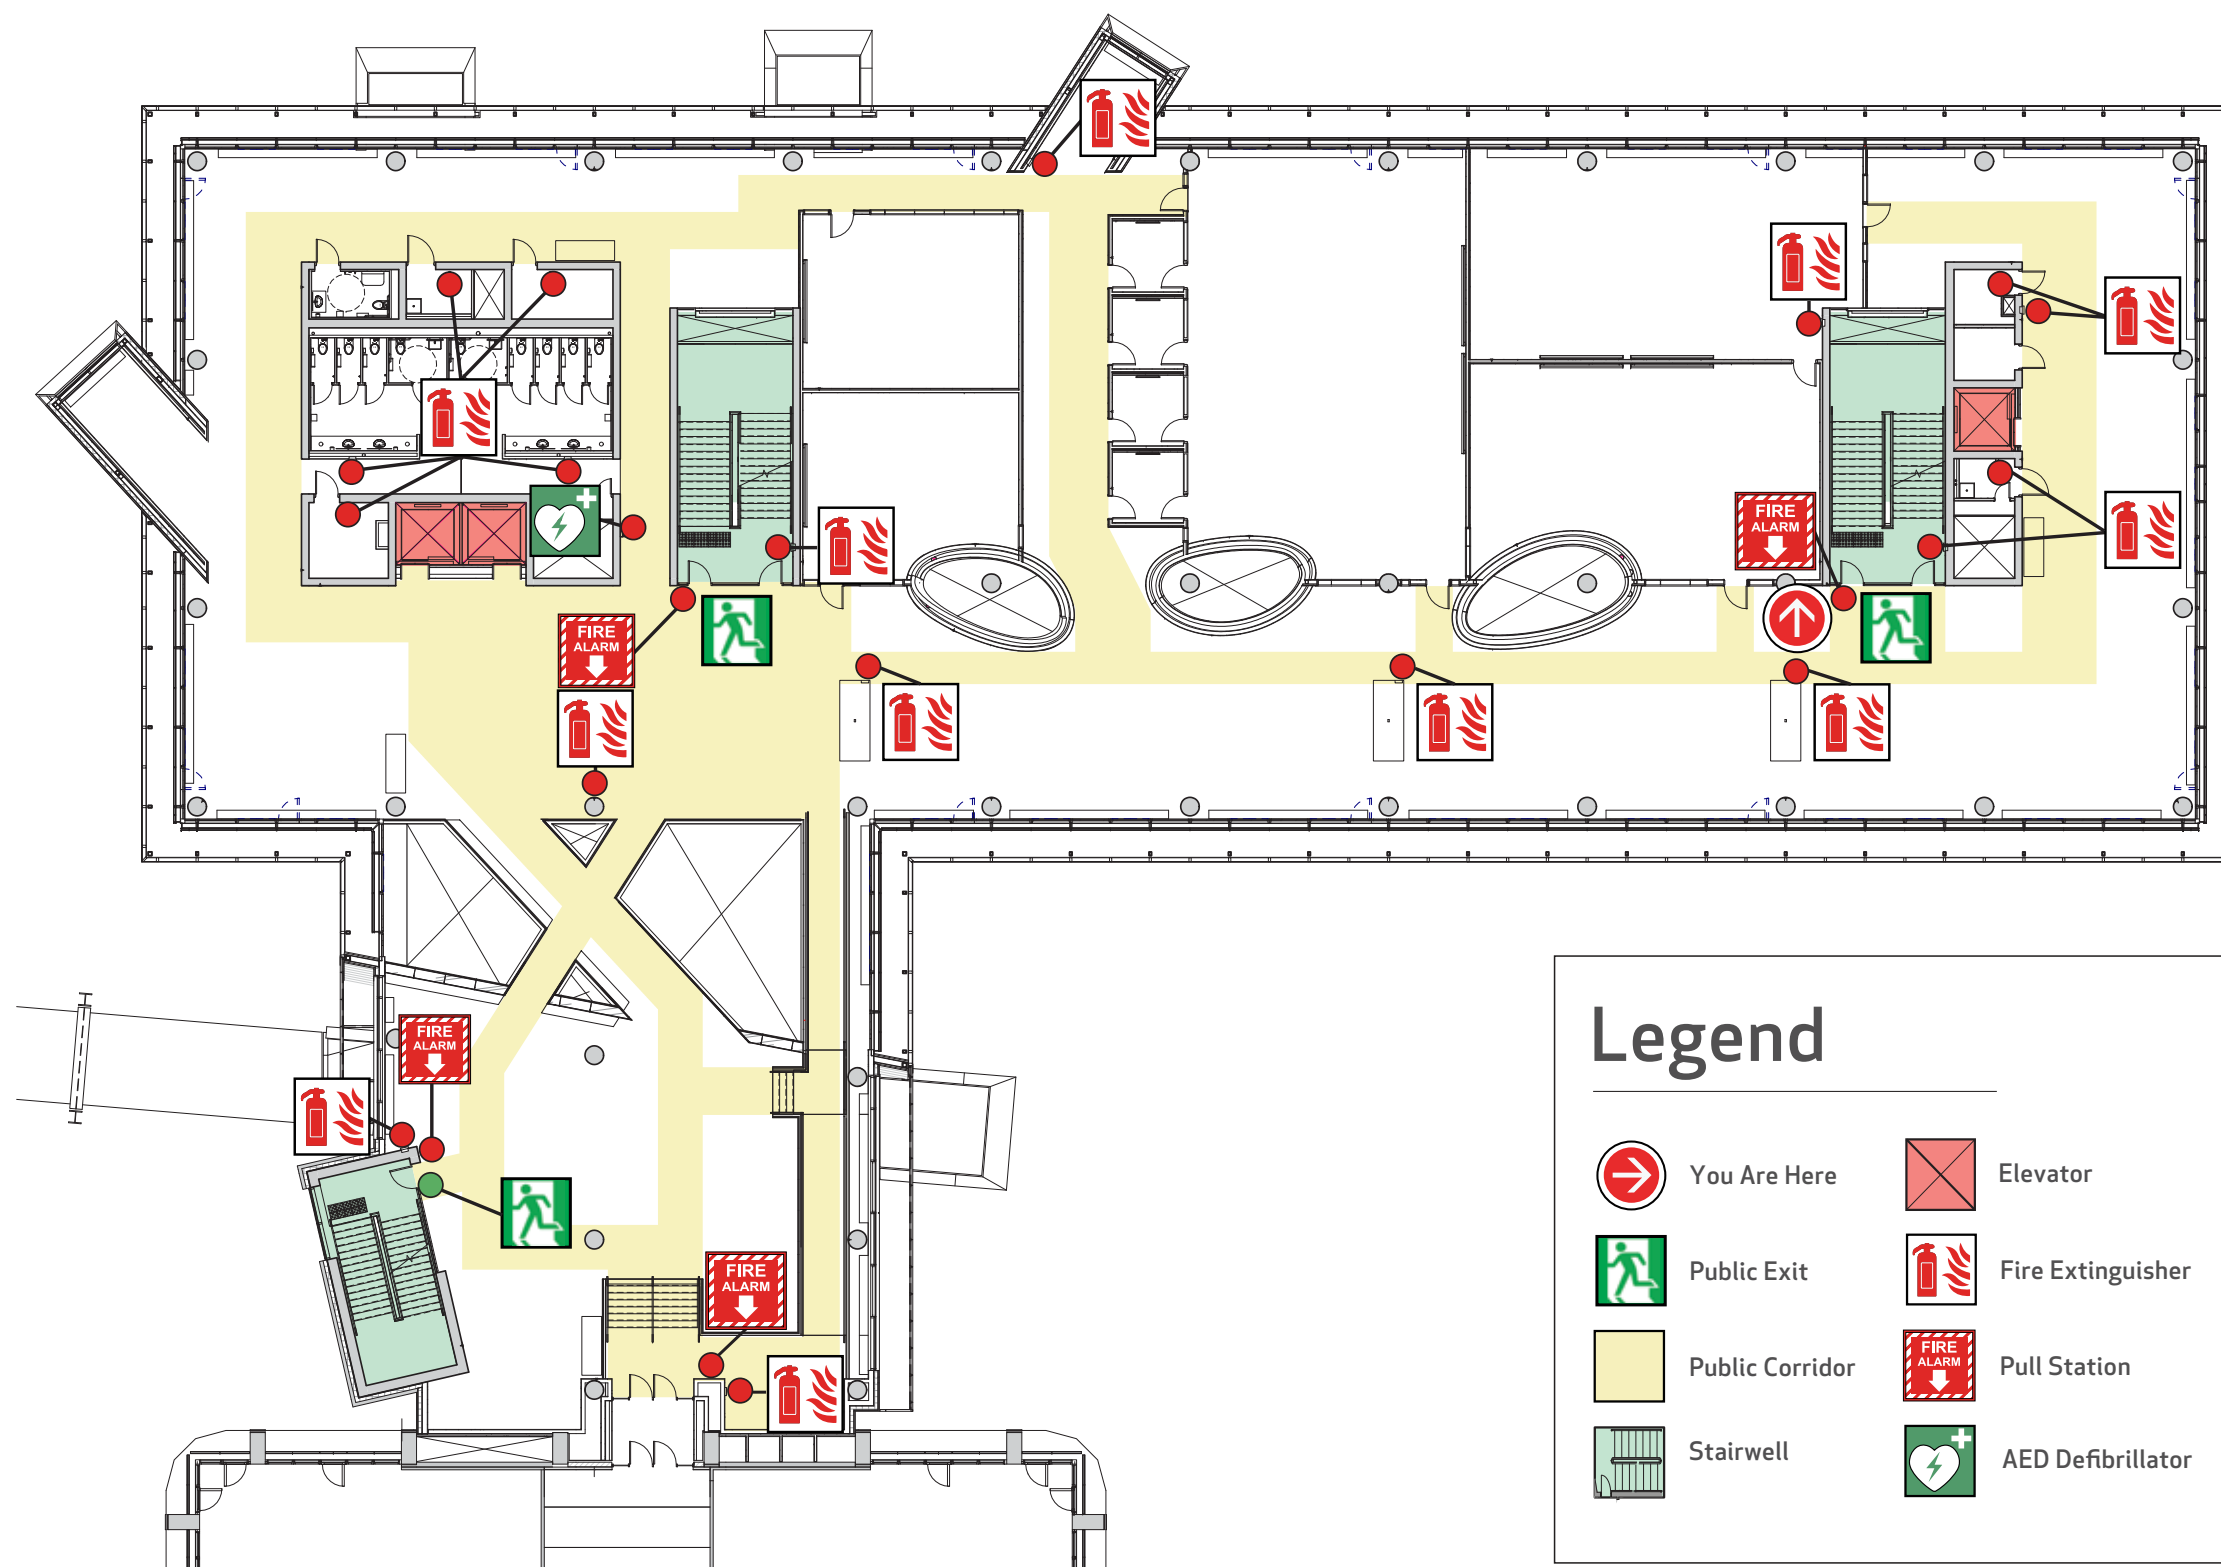 FIRE
ALARM
FIRE
ALARM
FIRE
ALARM
FIRE
ALARM
Legend
You Are Here
Elevator
Public Exit
Fire Extinguisher
Public Corridor
FIRE
ALARM
Pull Station
Stairwell
AED Defibrillator